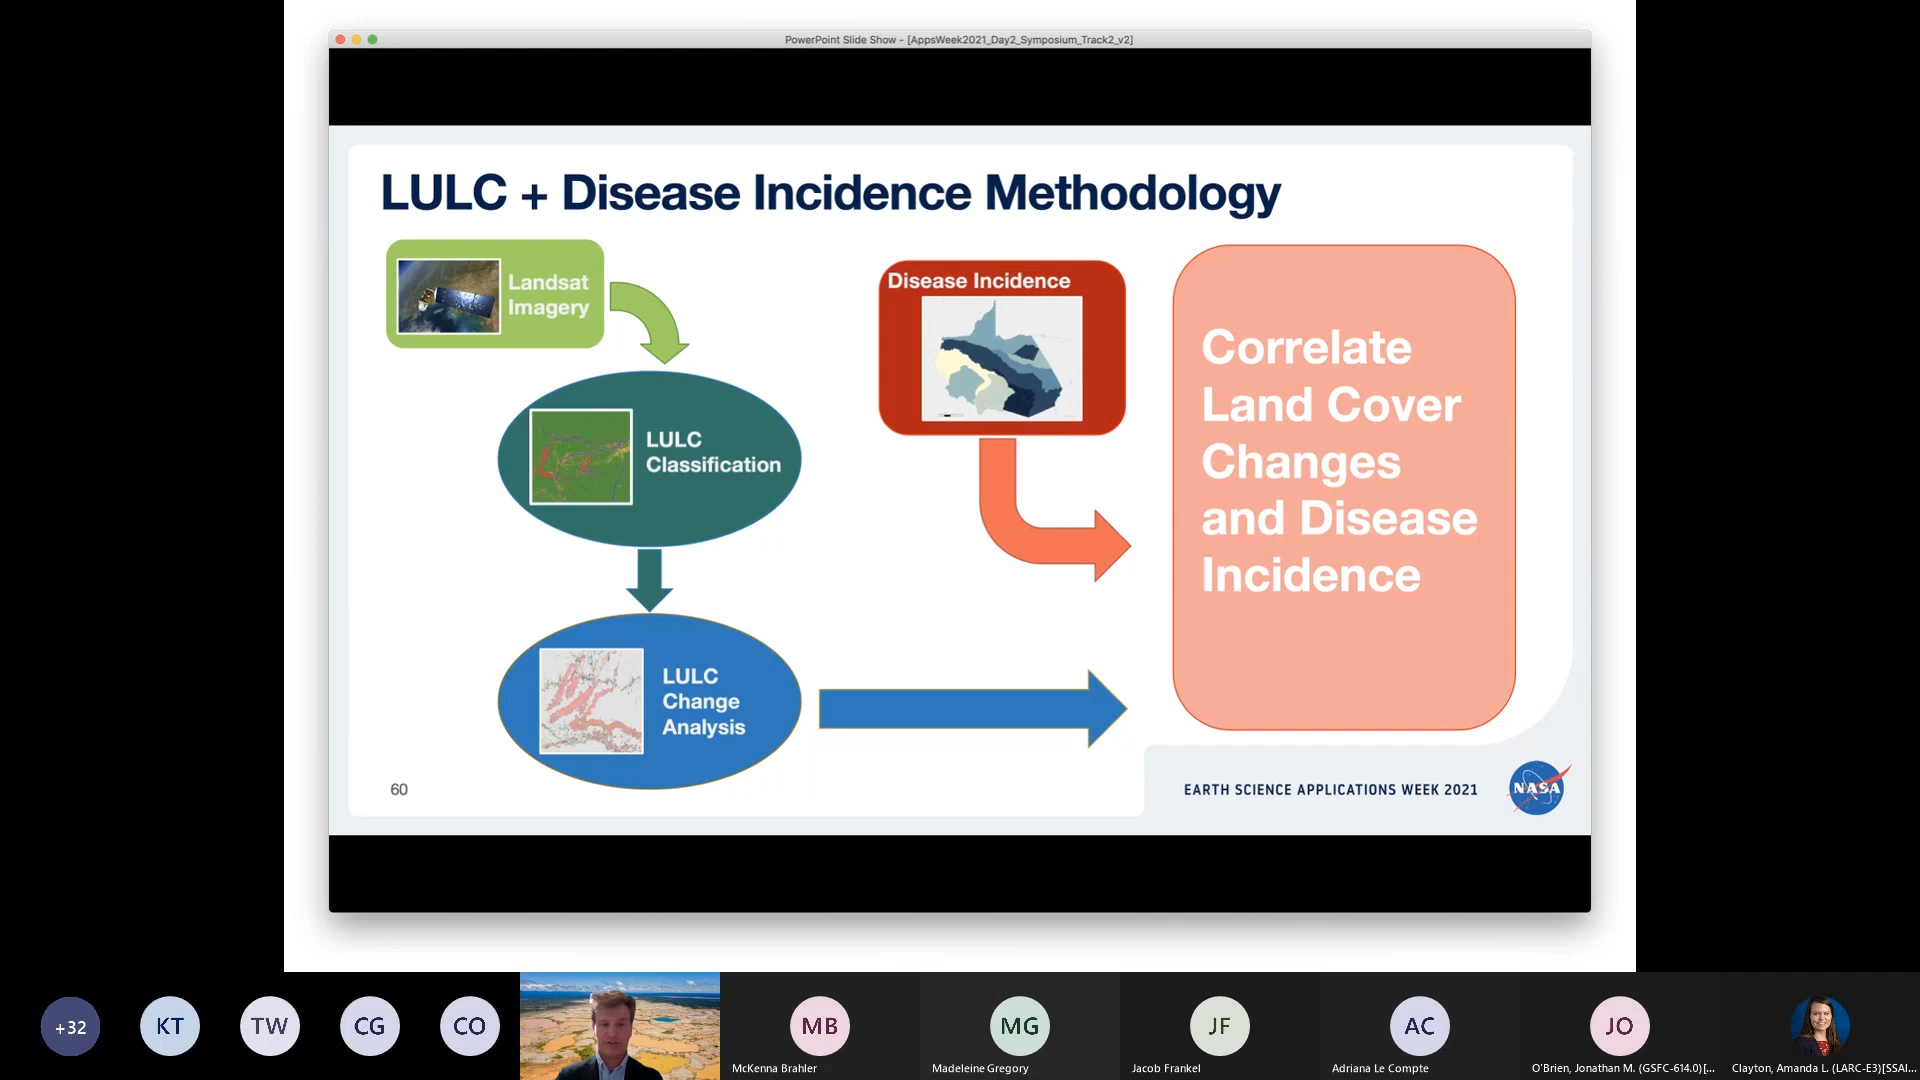 PowerPoint Slide Show - [AppsWeek2021_Day2_Symposium_Track2_v2]
LULC + Disease Incidence Methodology
Landsat
Imagery
LULC
Classification
LULC
Change
Analysis
Disease Incidence
Correlate
Land Cover
Changes
and Disease
Incidence
60
EARTH SCIENCE APPLICATIONS WEEK 2021
NASA
+32
KT
TW
CG
CO
MB
McKenna Brahler
MG
Madeleine Gregory
JF
Jacob Frankel
AC
Adriana Le Compte
JO
O'Brien, Jonathan M. (GSFC-614.0)[...
Clayton, Amanda L. (LARC-E3)[SSAI...